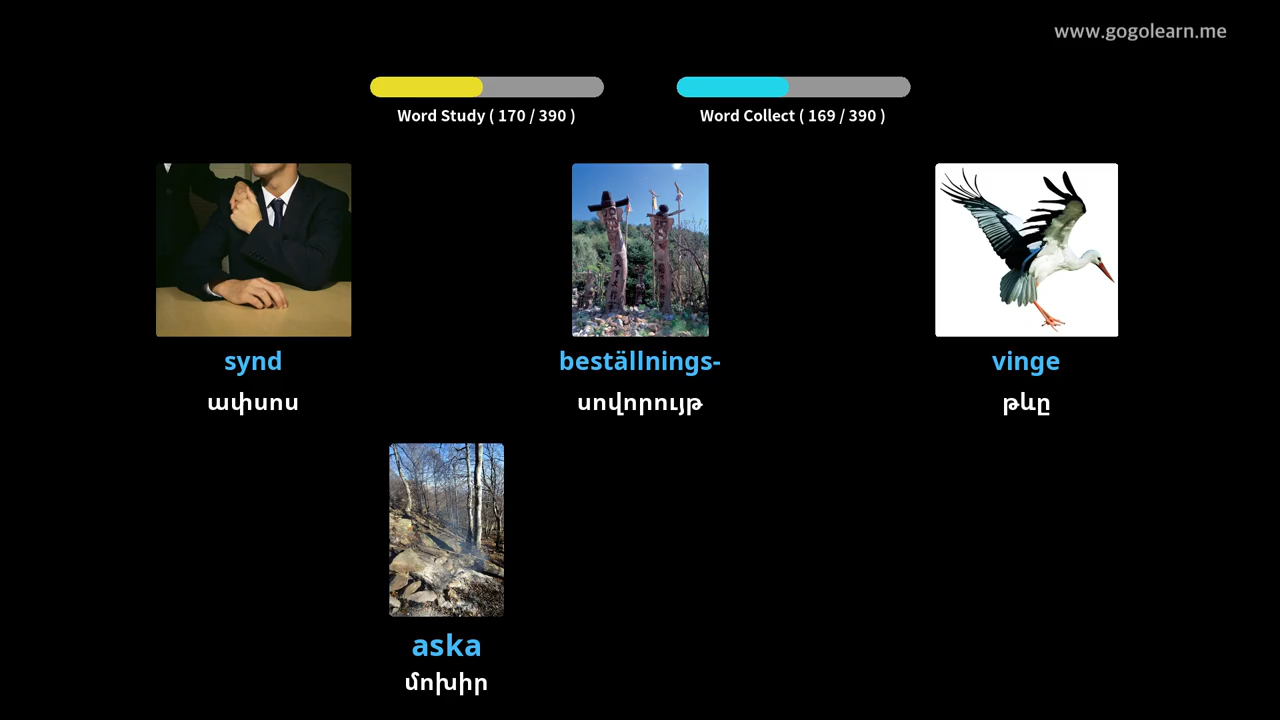 www.gogolearn.me
Word Study ( 170 / 390 )
Word Collect ( 169 / 390 )
synd
beställnings-
vinge
ափսոս
սովորույթ
թևը
aska
մոխիր